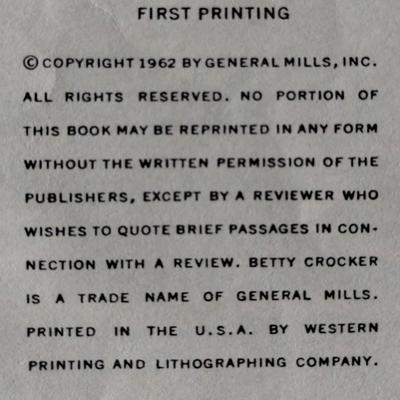 FIRST PRINTING
© COPYRIGHT 1962 BY GENERAL MILLS, INC.
ALL RIGHTS RESERVED. NO PORTION OF
THIS BOOK MAY BE REPRINTED IN ANY FORM
WITHOUT THE WRITTEN PERMISSION OF THE
PUBLISHERS, EXCEPT BY A REVIEWER WHO
WISHES TO QUOTE BRIEF PASSAGES IN CON-
NECTION WITH A REVIEW. BETTY CROCKER
IS A TRADE NAME OF GENERAL MILLS.
PRINTED IN THE U.S.A. BY WESTERN
PRINTING AND LITHOGRAPHING COMPANY.